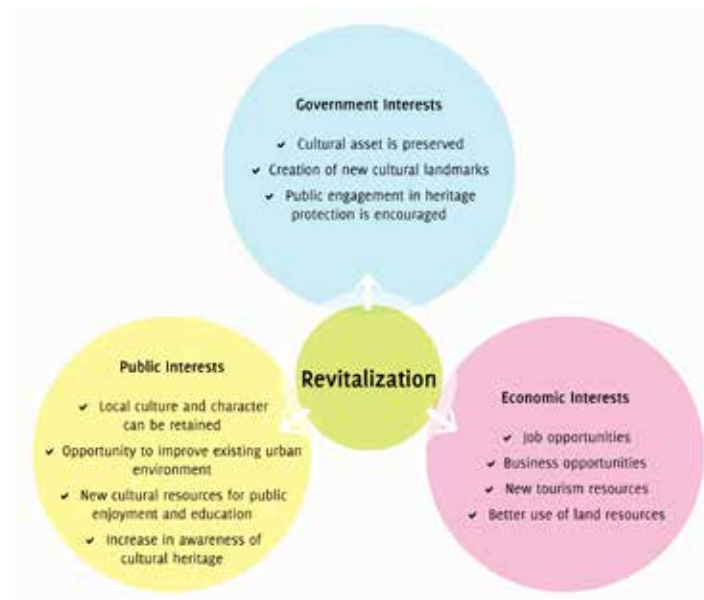 Government Interests
✔ Cultural asset is preserved
✔ Creation of new cultural landmarks
✔ Public engagement in heritage
protection is encouraged
Revitalization
Public Interests
✔ Local culture and character
can be retained
✔ Opportunity to improve existing urban
environment
✔ New cultural resources for public
enjoyment and education
✔ Increase in awareness of
cultural heritage
Economic Interests
✔ Job opportunities
✔ Business opportunities
✔ New tourism resources
✔ Better use of land resources